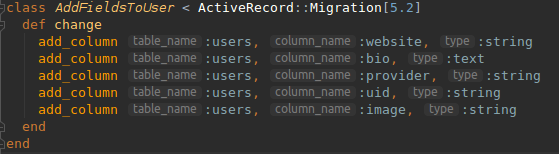 class AddFieldsToUser < ActiveRecord::Migration[5.2]
def change
add_column table_name: :users, column_name: :website, type: :string
add_column table_name: :users, column_name: :bio, type: :text
add_column table_name: :users, column_name: :provider, type: :string
add_column table_name: :users, column_name: :uid, type: :string
add_column table_name: :users, column_name: :image, type: :string
end
end